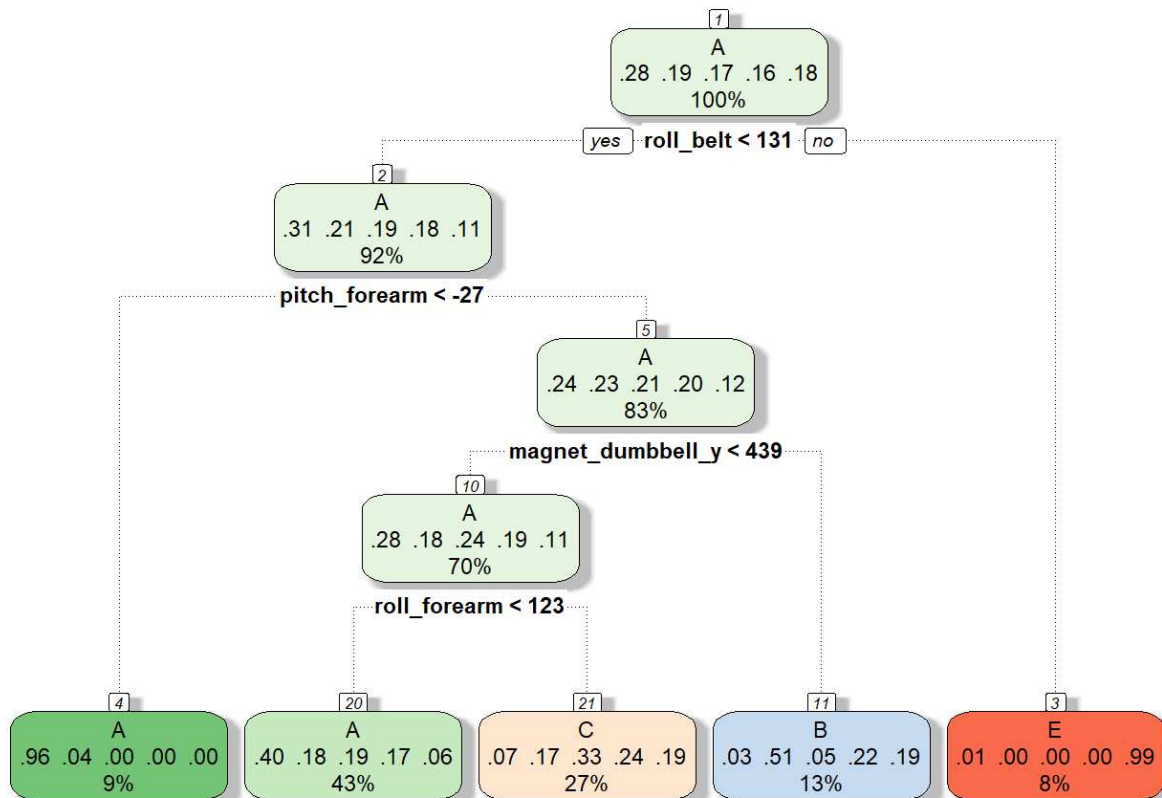 1
A
.28 .19 .17 .16 .18
100%
yes roll_belt < 131 no
2
A
.31 .21 .19 .18 .11
92%
pitch_forearm < -27
5
A
.24 .23 .21 .20 .12
83%
magnet_dumbbell_y < 439
10
A
.28 .18 .24 .19 .11
70%
roll_forearm < 123
4
A
.96 .04 .00 .00 .00
9%
20
A
.40 .18 .19 .17 .06
43%
21
C
.07 .17 .33 .24 .19
27%
11
B
.03 .51 .05 .22 .19
13%
3
E
.01 .00 .00 .00 .99
8%